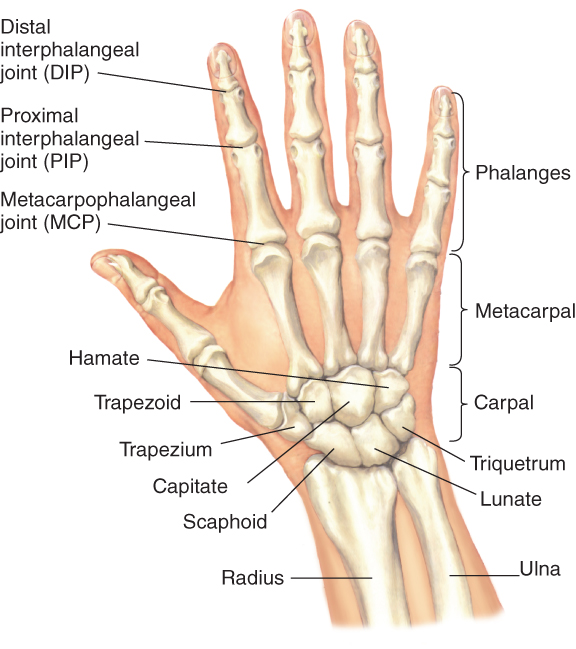 Distal
interphalangeal
joint (DIP)
Proximal
interphalangeal
joint (PIP)
Metacarpophalangeal
joint (MCP)
Phalanges
Metacarpal
Hamate
Trapezoid
Carpal
Trapezium
Triquetrum
Capitate
Lunate
Scaphoid
Radius
Ulna